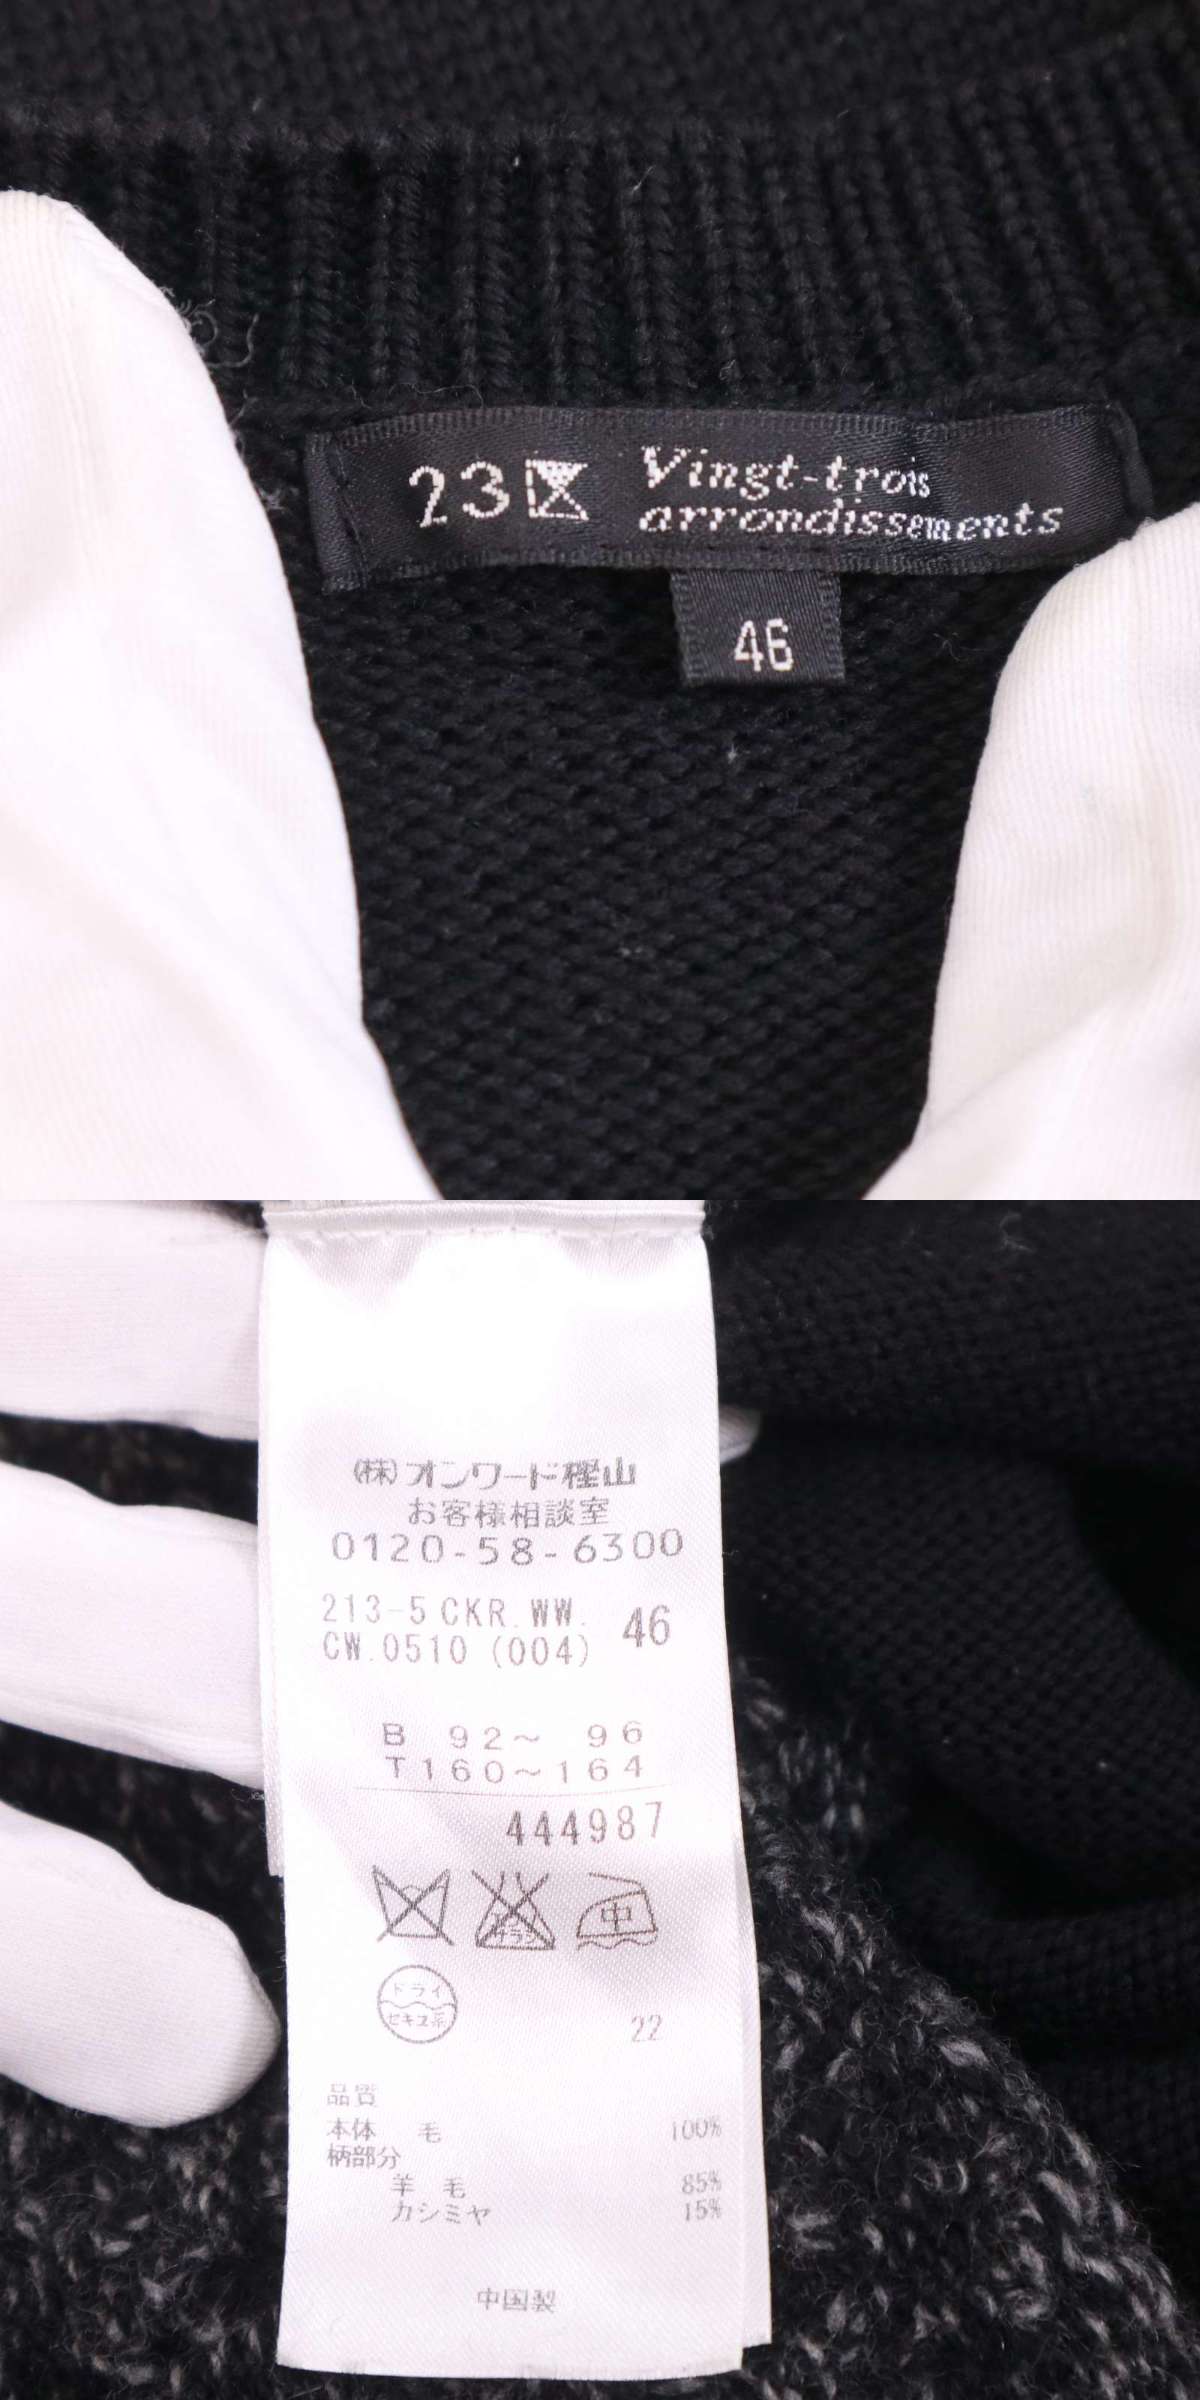 23区 Vingt-trois
arrondissements
46
(株)オンワード樫山
お客様相談室
0120-58-6300
213-5CKR.WW.
CW.0510 (004) 46
B 92～ 96
T160～164
444987
中
ドライ
セキユ系
22
品質
本体 毛 100%
柄部分
羊 毛 85%
カシミヤ 15%
中国製